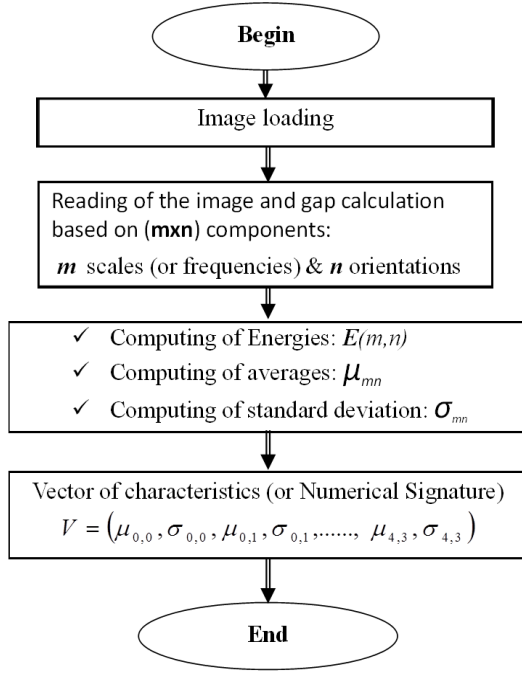 Begin
Image loading
Reading of the image and gap calculation
based on (mxn) components:
m scales (or frequencies) & n orientations
✓ Computing of Energies: E(m,n)
✓ Computing of averages: μmn
✓ Computing of standard deviation: σmn
Vector of characteristics (or Numerical Signature)
V = (μ0,0, σ0,0, μ0,1, σ0,1,......, μ4,3, σ4,3)
End